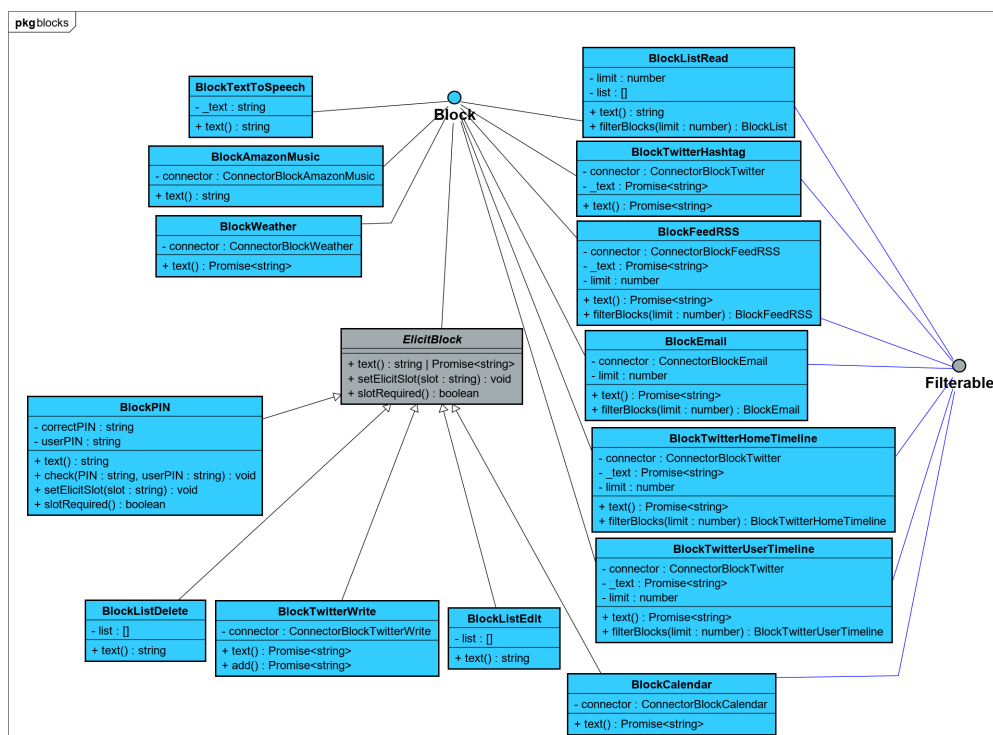 pkg blocks
BlockTextToSpeech
- _text : string
+ text() : string
Block
BlockListRead
- limit : number
- list : []
+ text() : string
+ filterBlocks(limit : number) : BlockList
BlockAmazonMusic
- connector : ConnectorBlockAmazonMusic
+ text() : string
BlockTwitterHashtag
- connector : ConnectorBlockTwitter
- _text : Promise<string>
+ text() : Promise<string>
BlockWeather
- connector : ConnectorBlockWeather
+ text() : Promise<string>
BlockFeedRSS
- connector : ConnectorBlockFeedRSS
- _text : Promise<string>
- limit : number
+ text() : Promise<string>
+ filterBlocks(limit : number) : BlockFeedRSS
ElicitBlock
+ text() : string | Promise<string>
+ setElicitSlot(slot : string) : void
+ slotRequired() : boolean
BlockEmail
- connector : ConnectorBlockEmail
- limit : number
+ text() : Promise<string>
+ filterBlocks(limit : number) : BlockEmail
Filterable
BlockPIN
- correctPIN : string
- userPIN : string
+ text() : string
+ check(PIN : string, userPIN : string) : void
+ setElicitSlot(slot : string) : void
+ slotRequired() : boolean
BlockTwitterHomeTimeline
- connector : ConnectorBlockTwitter
- _text : Promise<string>
- limit : number
+ text() : Promise<string>
+ filterBlocks(limit : number) : BlockTwitterHomeTimeline
BlockTwitterUserTimeline
- connector : ConnectorBlockTwitter
- _text : Promise<string>
- limit : number
+ text() : Promise<string>
+ filterBlocks(limit : number) : BlockTwitterUserTimeline
BlockListDelete
- list : []
+ text() : string
BlockTwitterWrite
- connector : ConnectorBlockTwitterWrite
+ text() : Promise<string>
+ add() : Promise<string>
BlockListEdit
- list : []
+ text() : string
BlockCalendar
- connector : ConnectorBlockCalendar
+ text() : Promise<string>